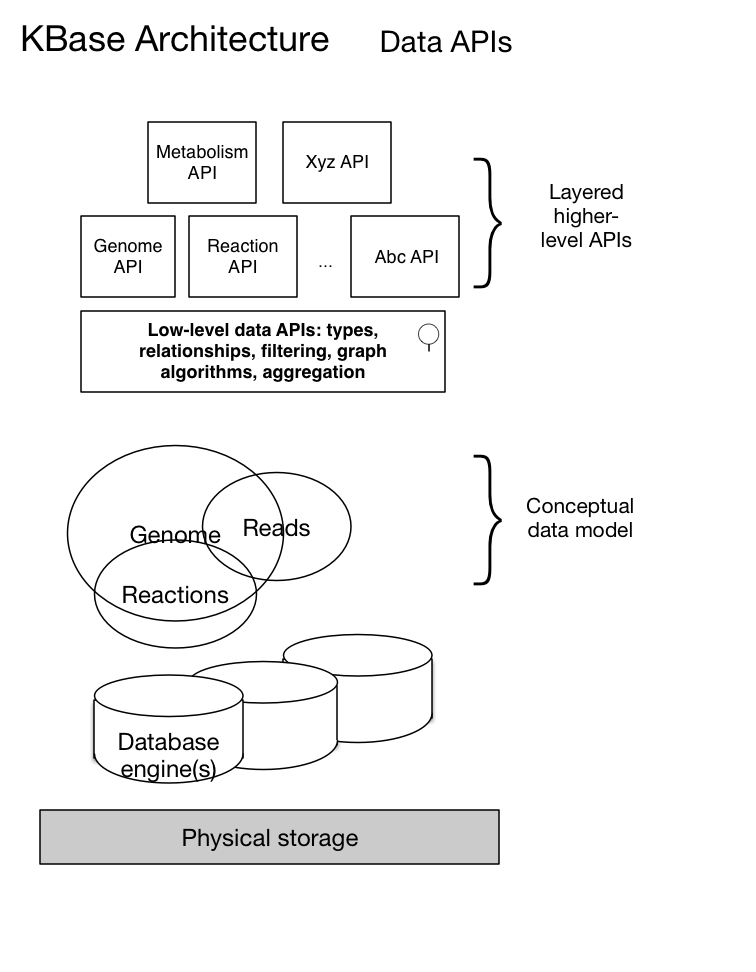 KBase Architecture
Data APIs
Metabolism
API
Xyz API
Genome
API
Reaction
API
...
Abc API
Layered
higher-
level APIs
Low-level data APIs: types,
relationships, filtering, graph
algorithms, aggregation
Genome
Reads
Reactions
Conceptual
data model
Database
engine(s)
Physical storage